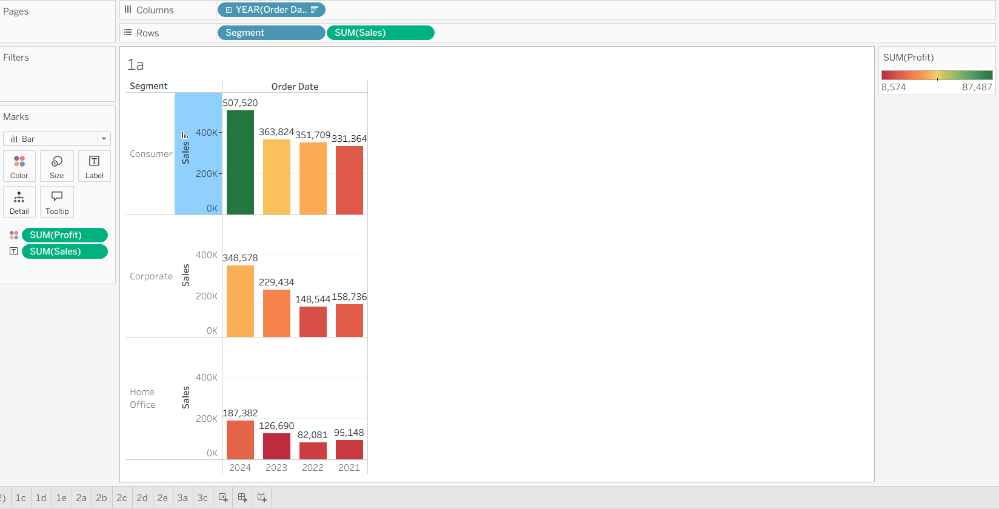 Pages
Columns
YEAR(Order Da..
Rows
Segment
SUM(Sales)
Filters
Marks
Bar
Color
Size
Label
Detail
Tooltip
SUM(Profit)
SUM(Sales)
1a
Segment
Order Date
Consumer
Sales
400K
200K
0K
507,520
363,824
351,709
331,364
Corporate
Sales
400K
200K
0K
348,578
229,434
148,544
158,736
Home
Office
Sales
400K
200K
0K
187,382
126,690
82,081
95,148
2024 2023 2022 2021
SUM(Profit)
8,574 87,487
2) 1c 1d 1e 2a 2b 2c 2d 2e 3a 3c